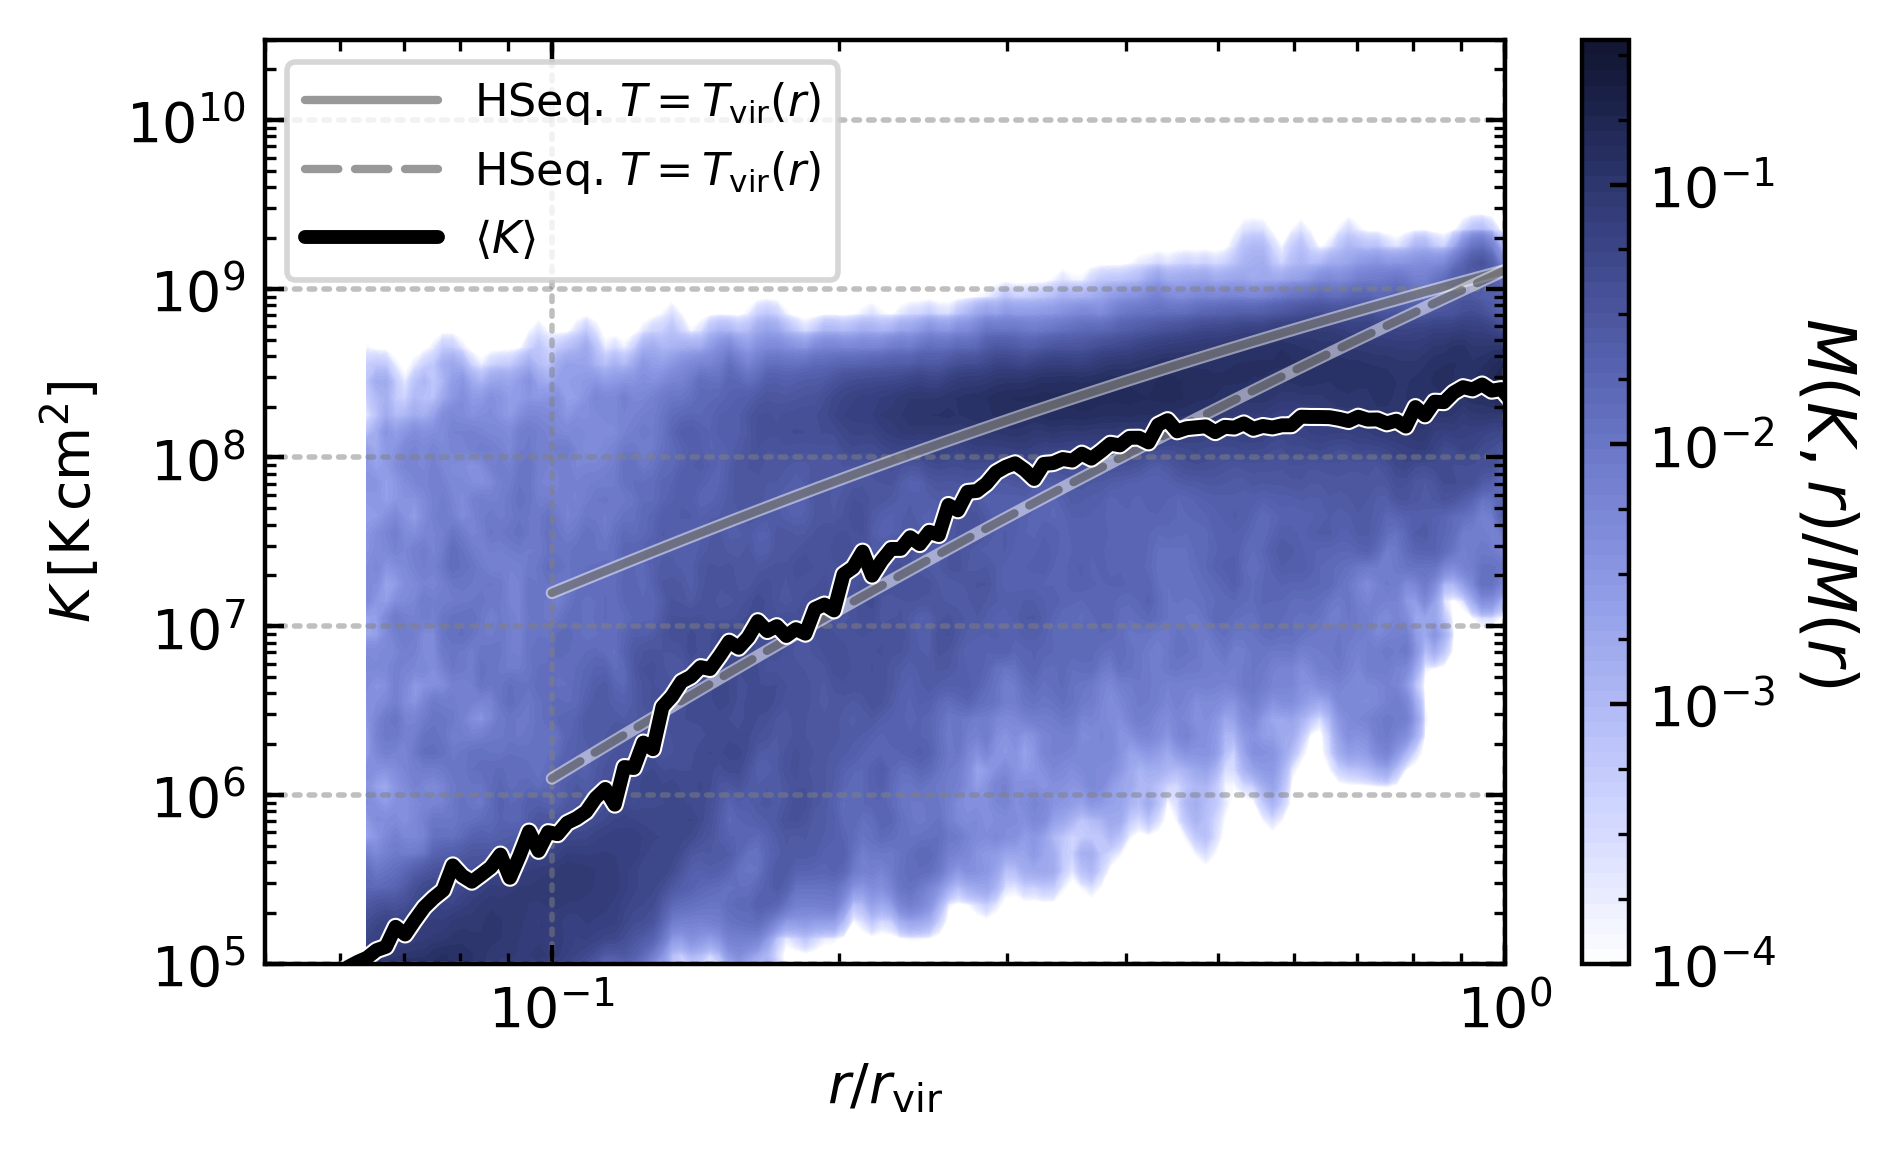 HSeq. T = T_vir(r)
HSeq. T = T_vir(r)
⟨K⟩
10^10
10^9
10^8
10^7
10^6
10^5
K [K cm^2]
10^−1
10^0
r/r_vir
10^−1
10^−2
10^−3
10^−4
M(K, r)/M(r)